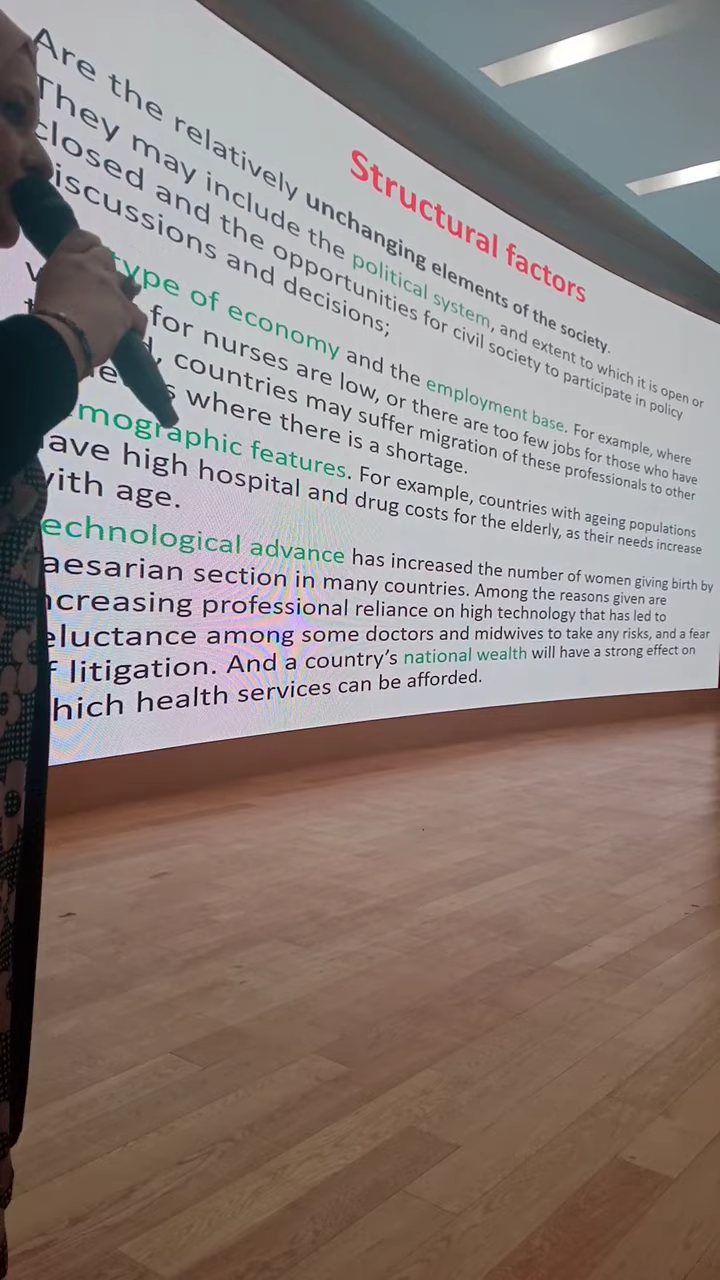 Structural factors
Are the relatively unchanging elements of the society.
They may include the political system, and extent to which it is open or
closed and the opportunities for civil society to participate in policy
iscussions and decisions;
type of economy and the employment base. For example, where
for nurses are low, or there are too few jobs for those who have
, countries may suffer migration of these professionals to other
where there is a shortage.
mographic features. For example, countries with ageing populations
ave high hospital and drug costs for the elderly, as their needs increase
with age.
echnological advance has increased the number of women giving birth by
aesarian section in many countries. Among the reasons given are
ncreasing professional reliance on high technology that has led to
eluctance among some doctors and midwives to take any risks, and a fear
f litigation. And a country's national wealth will have a strong effect on
hich health services can be afforded.